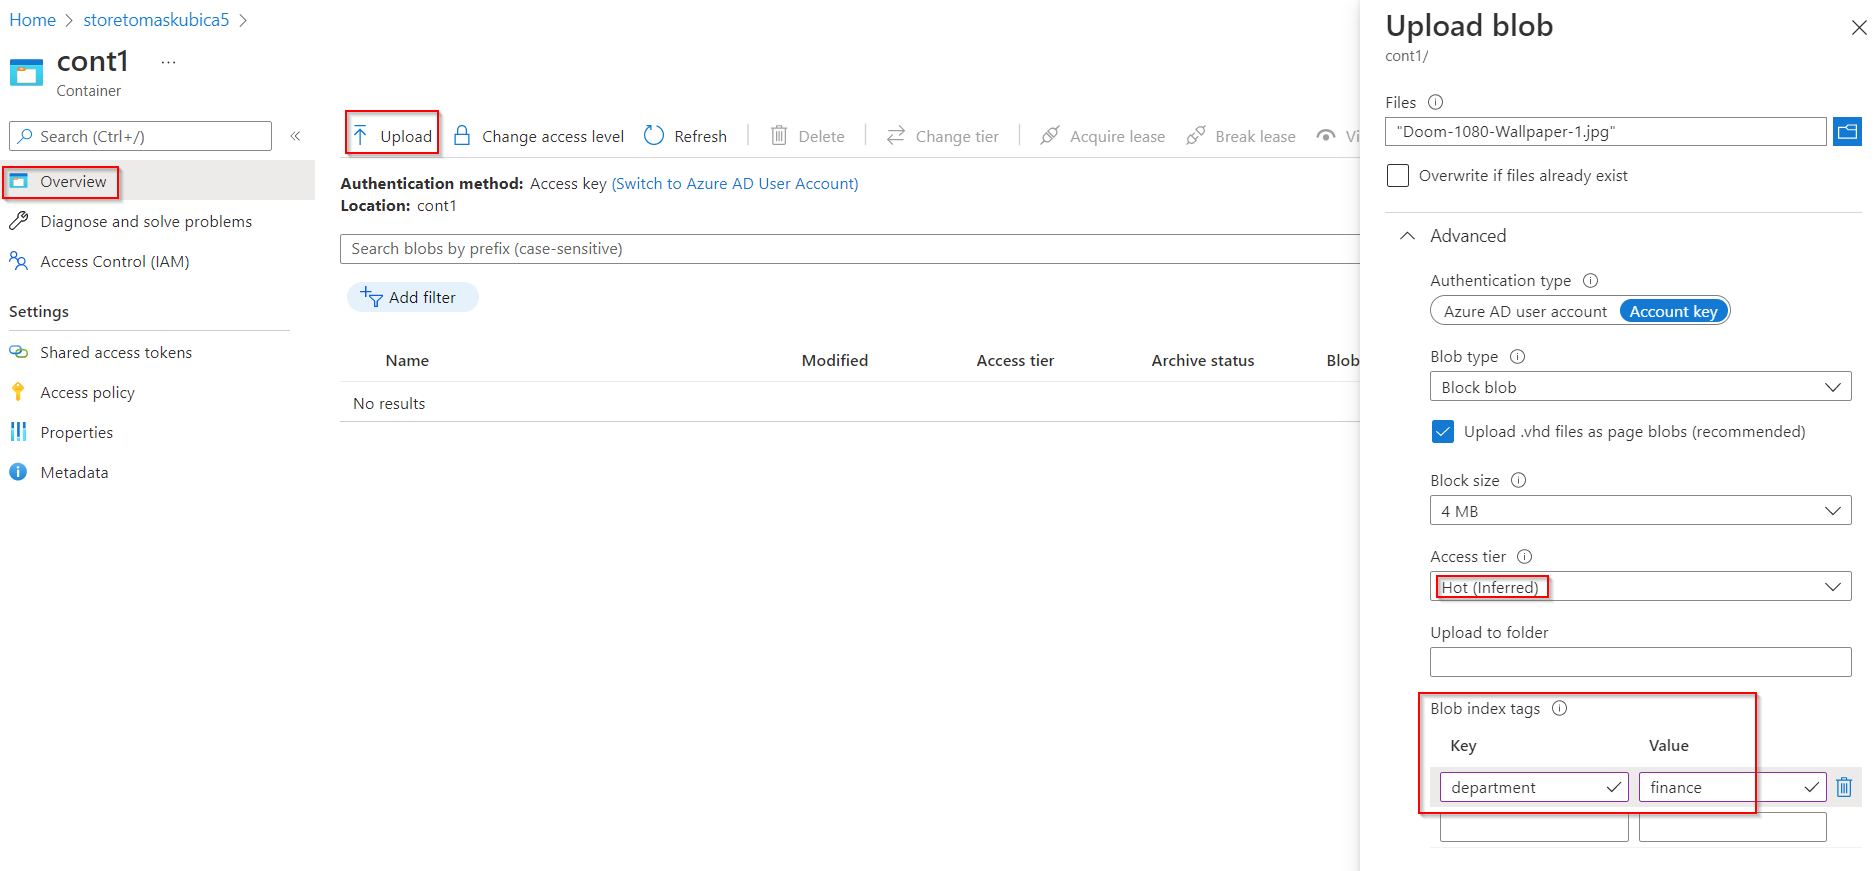 Home > storetomaskubica5 >
cont1 ...
Container
Search (Ctrl+/)
«
Overview
Diagnose and solve problems
Access Control (IAM)
Settings
Shared access tokens
Access policy
Properties
Metadata
Upload
Change access level
Refresh
Delete
Change tier
Acquire lease
Break lease
Vi
Authentication method: Access key (Switch to Azure AD User Account)
Location: cont1
Search blobs by prefix (case-sensitive)
Add filter
Name Modified Access tier Archive status Blob
No results
Upload blob
cont1/
Files
"Doom-1080-Wallpaper-1.jpg"
Overwrite if files already exist
Advanced
Authentication type
Azure AD user account Account key
Blob type
Block blob
Upload .vhd files as page blobs (recommended)
Block size
4 MB
Access tier
Hot (Inferred)
Upload to folder
Blob index tags
Key Value
department finance